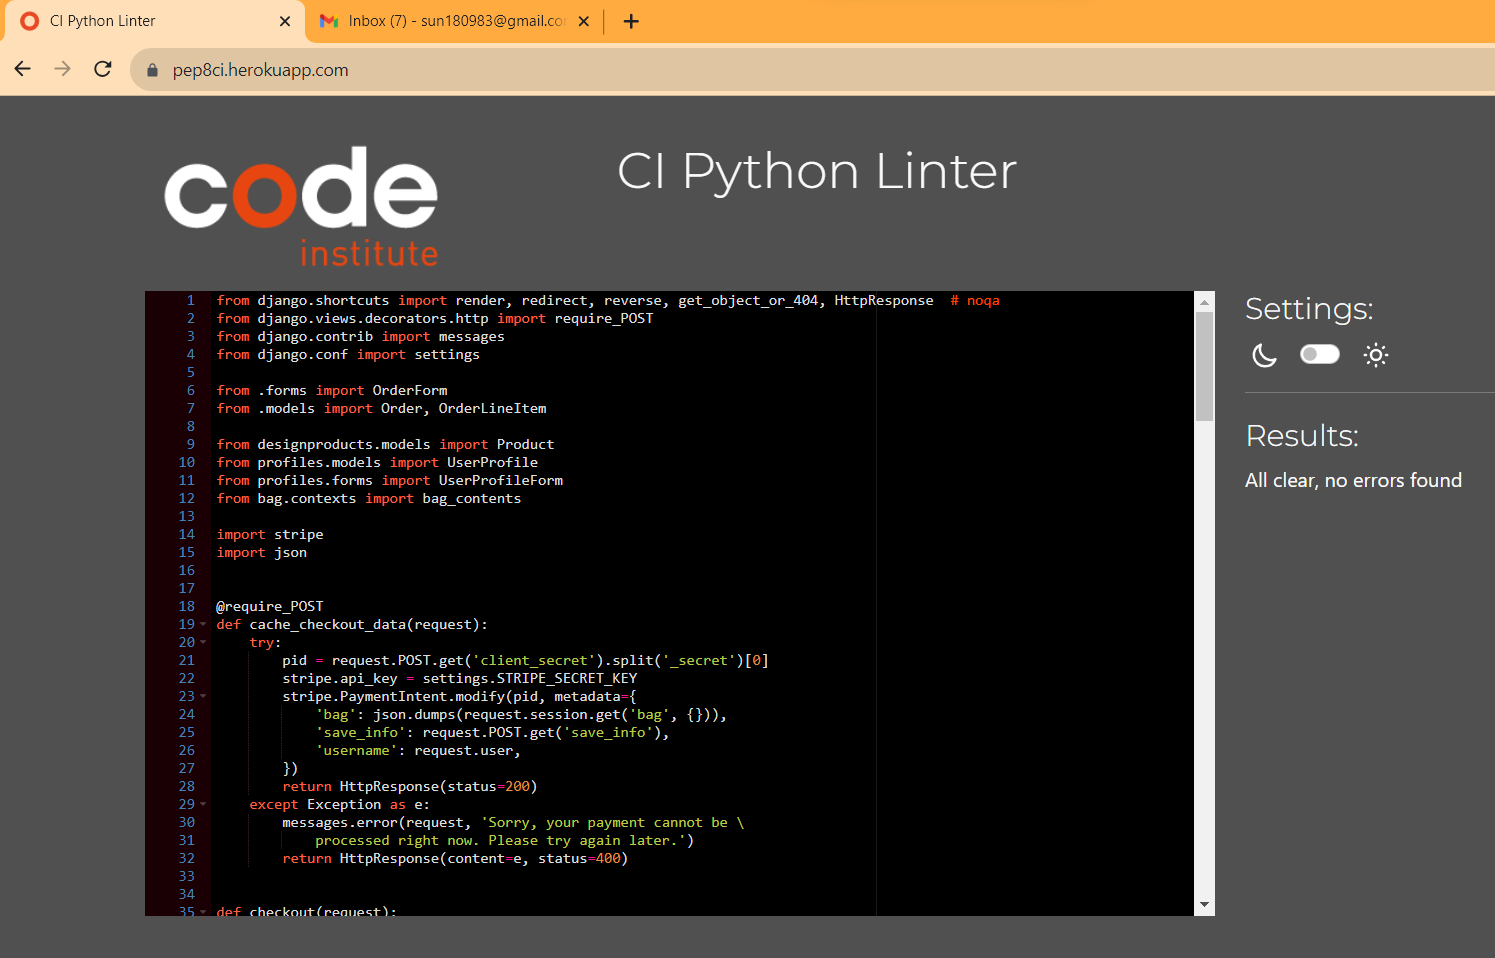 CI Python Linter
Inbox (7) - sun180983@gmail.co
pep8ci.herokuapp.com
code
institute
CI Python Linter
1 from django.shortcuts import render, redirect, reverse, get_object_or_404, HttpResponse  # noqa
2 from django.views.decorators.http import require_POST
3 from django.contrib import messages
4 from django.conf import settings
5
6 from .forms import OrderForm
7 from .models import Order, OrderLineItem
8
9 from designproducts.models import Product
10 from profiles.models import UserProfile
11 from profiles.forms import UserProfileForm
12 from bag.contexts import bag_contents
13
14 import stripe
15 import json
16
17
18 @require_POST
19 def cache_checkout_data(request):
20     try:
21         pid = request.POST.get('client_secret').split('_secret')[0]
22         stripe.api_key = settings.STRIPE_SECRET_KEY
23         stripe.PaymentIntent.modify(pid, metadata={
24             'bag': json.dumps(request.session.get('bag', {})),
25             'save_info': request.POST.get('save_info'),
26             'username': request.user,
27         })
28         return HttpResponse(status=200)
29     except Exception as e:
30         messages.error(request, 'Sorry, your payment cannot be \
31             processed right now. Please try again later.')
32         return HttpResponse(content=e, status=400)
33
34
35 def checkout(request):
Settings:
Results:
All clear, no errors found